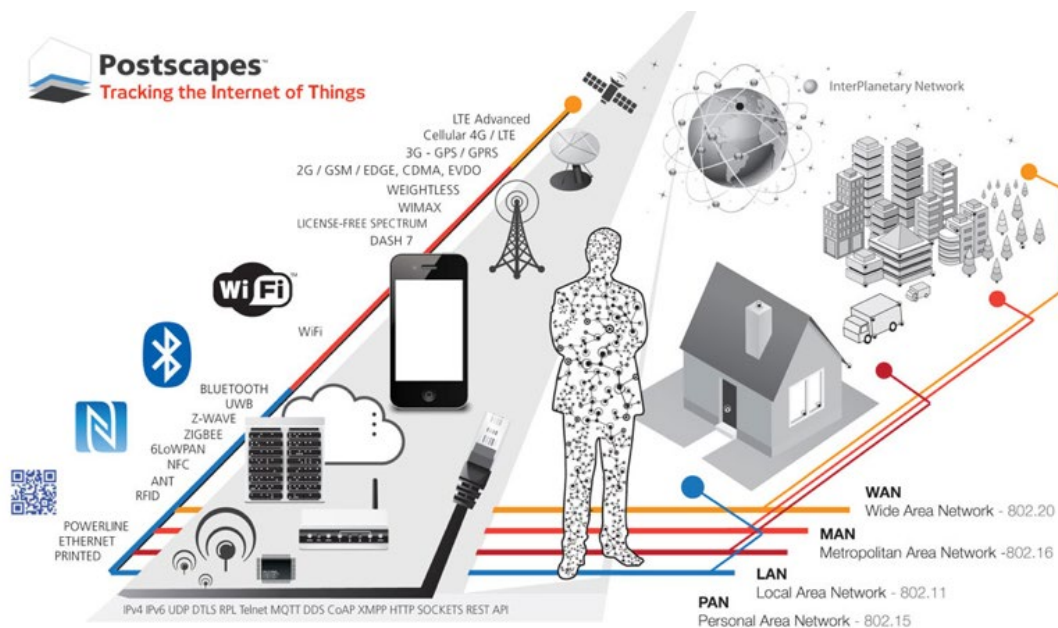 Postscapes™
Tracking the Internet of Things
InterPlanetary Network
LTE Advanced
Cellular 4G / LTE
3G - GPS / GPRS
2G / GSM / EDGE, CDMA, EVDO
WEIGHTLESS
WIMAX
LICENSE-FREE SPECTRUM
DASH 7
WiFi™
WiFi
BLUETOOTH
UWB
Z-WAVE
ZIGBEE
6LoWPAN
NFC
ANT
RFID
POWERLINE
ETHERNET
PRINTED
IPv4 IPv6 UDP DTLS RPL Telnet MQTT DDS CoAP XMPP HTTP SOCKETS REST API
WAN
Wide Area Network - 802.20
MAN
Metropolitan Area Network -802.16
LAN
Local Area Network - 802.11
PAN
Personal Area Network - 802.15